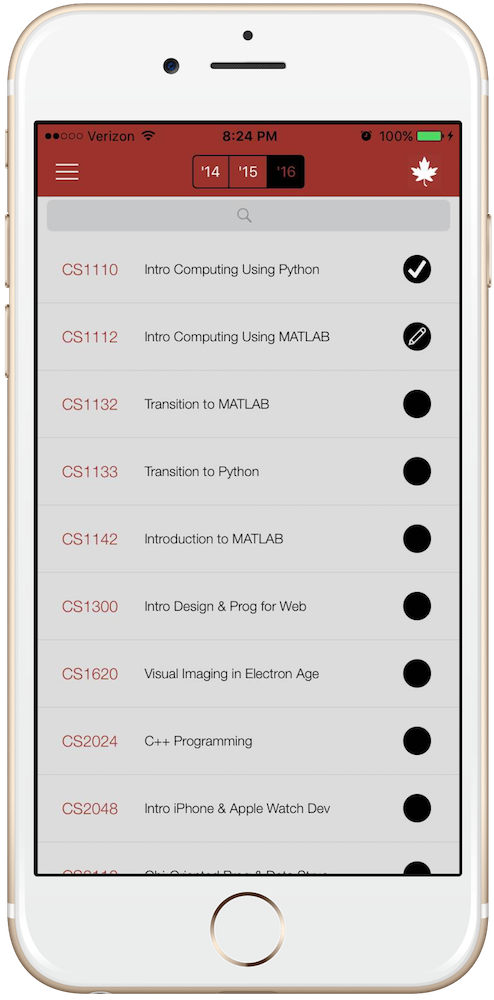 Verizon 8:24 PM 100%
'14 '15 '16
CS1110 Intro Computing Using Python
CS1112 Intro Computing Using MATLAB
CS1132 Transition to MATLAB
CS1133 Transition to Python
CS1142 Introduction to MATLAB
CS1300 Intro Design & Prog for Web
CS1620 Visual Imaging in Electron Age
CS2024 C++ Programming
CS2048 Intro iPhone & Apple Watch Dev